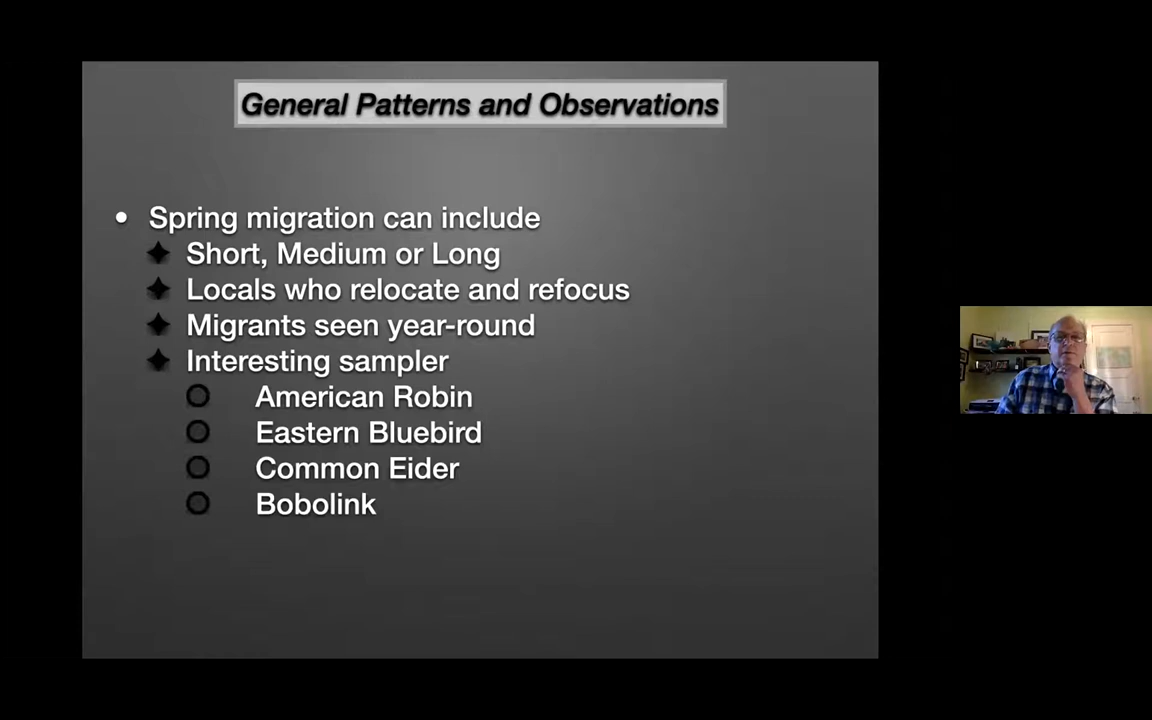 General Patterns and Observations
Spring migration can include
Short, Medium or Long
Locals who relocate and refocus
Migrants seen year-round
Interesting sampler
American Robin
Eastern Bluebird
Common Eider
Bobolink